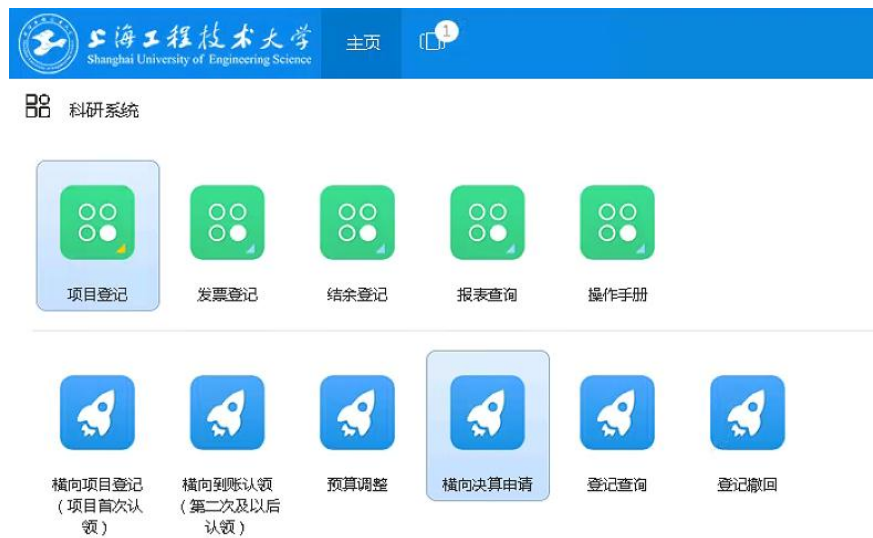 上海工程技术大学
Shanghai University of Engineering Science
主页
1
科研系统
项目登记
发票登记
结余登记
报表查询
操作手册
横向项目登记
(项目首次认
领)
横向到账认领
(第二次及以后
认领)
预算调整
横向决算申请
登记查询
登记撤回